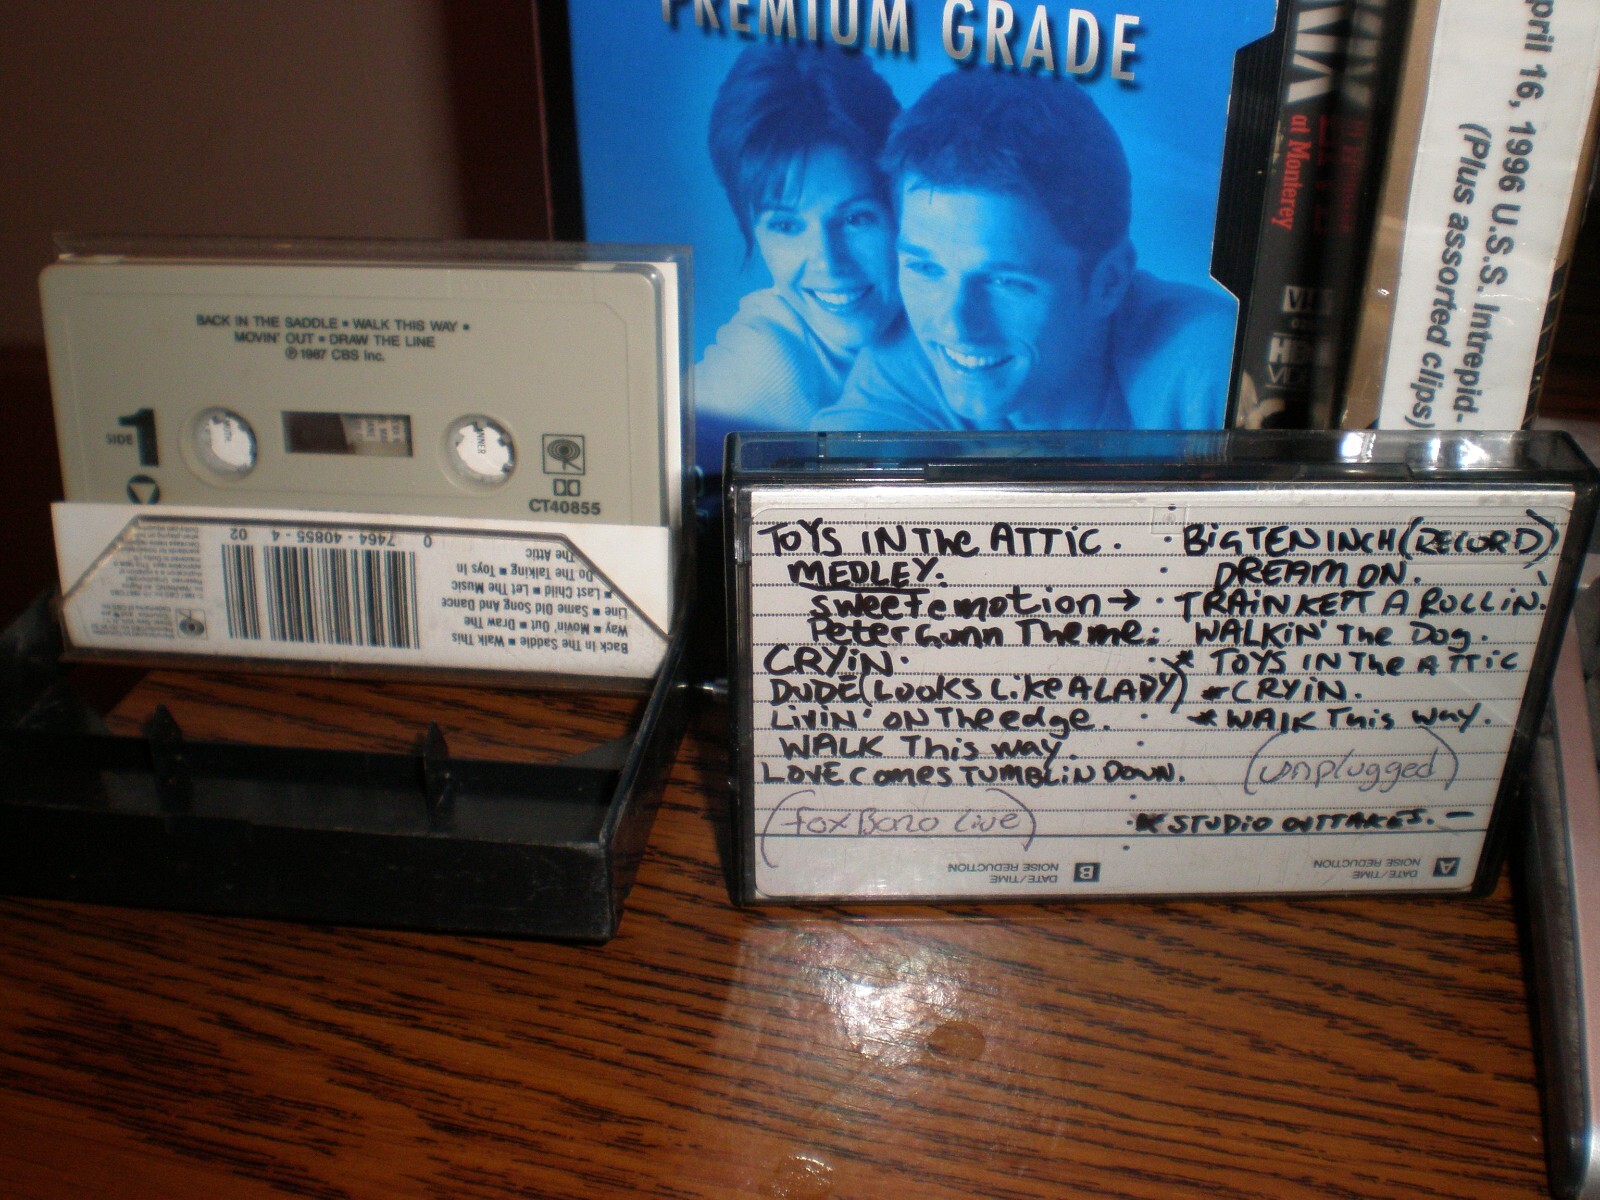 PREMIUM GRADE
at Monterey
April 16, 1996 U.S.S. Intrepid-
(Plus assorted clips)
BACK IN THE SADDLE ▪ WALK THIS WAY ▪
MOVIN' OUT ▪ DRAW THE LINE
℗ 1987 CBS Inc.
SIDE 1
CT40855
0 7464-40855-4 02
Back In The Saddle ▪ Walk This
Way ▪ Movin' Out ▪ Draw The
Line ▪ Same Old Song And Dance
▪ Last Child ▪ Let The Music
Do The Talking ▪ Toys In
The Attic
TOYS IN The ATTIC.
MEDLEY.
Sweet emotion →
Peter Gunn Theme.
CRYIN.
DUDE (LOOKS LIKE A LADY)
LIVIN' ON The edge.
WALK This way.
LOVE COMES TUMBLIN DOWN.
(FoxBoro Live)
BIG TEN INCH (RECORD)
DREAM ON.
TRAIN KEPT A ROLLIN.
WALKIN' The Dog.
* TOYS IN The ATTIC
* CRYIN.
* WALK This way.
(unplugged)
* STUDIO OUTTAKES. -
DATE/TIME
NOISE REDUCTION
B
DATE/TIME
NOISE REDUCTION
A